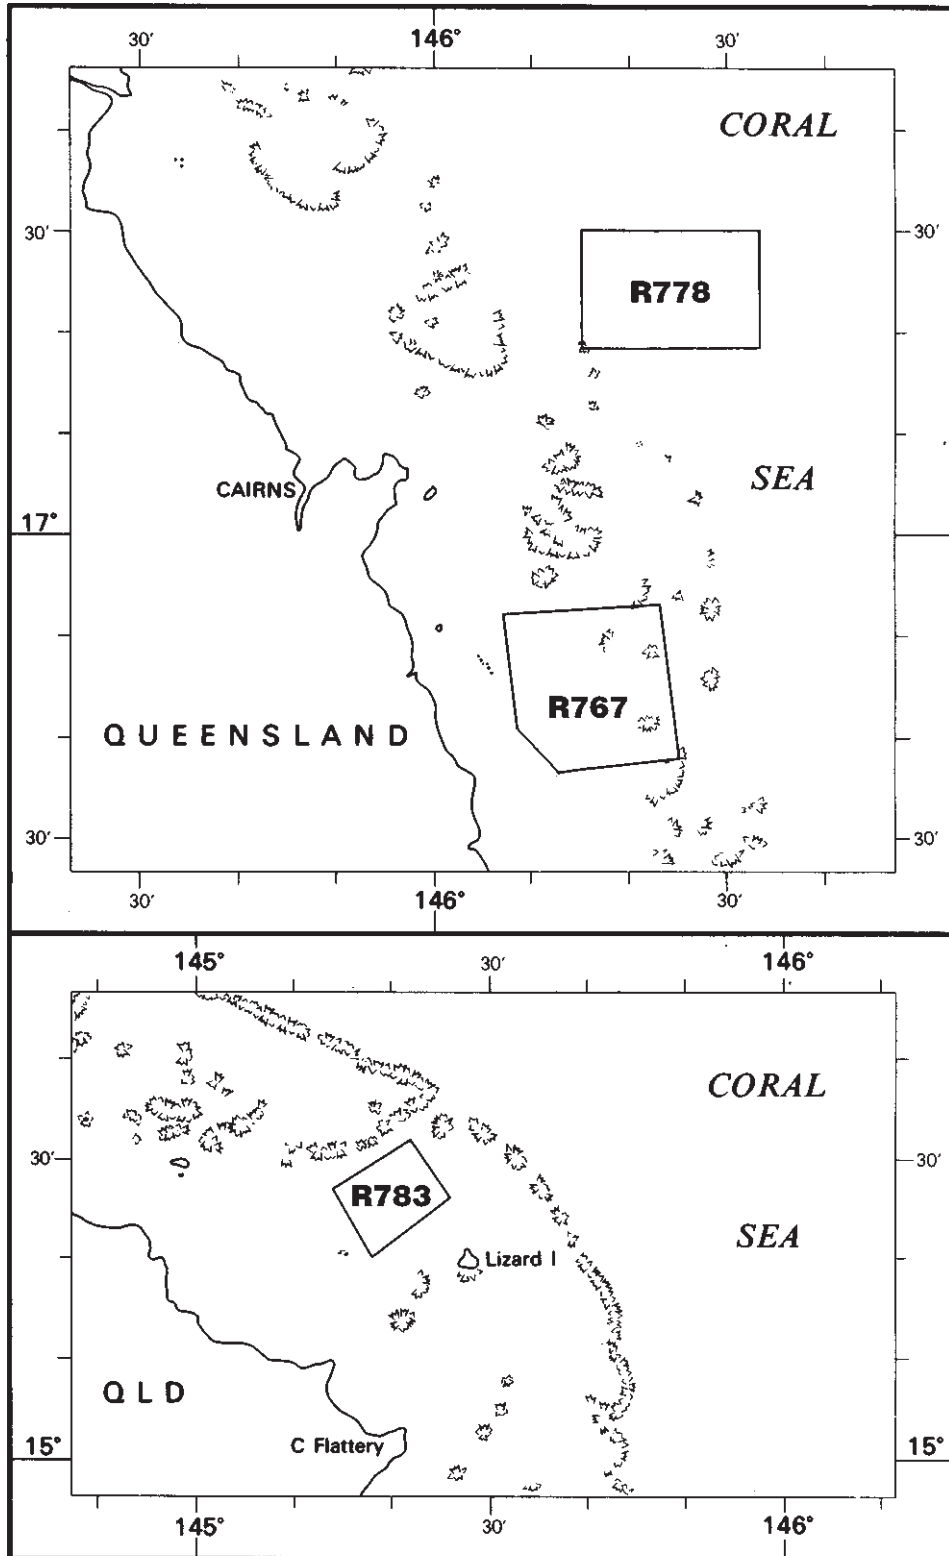 30′ 146° 30′
CORAL
30′ 30′
R778
SEA
CAIRNS
17°
R767
QUEENSLAND
30′ 30′
30′ 146° 30′
145° 30′ 146°
CORAL
30′ 30′
R783
SEA
Lizard I
QLD
C Flattery
15° 15°
145° 30′ 146°